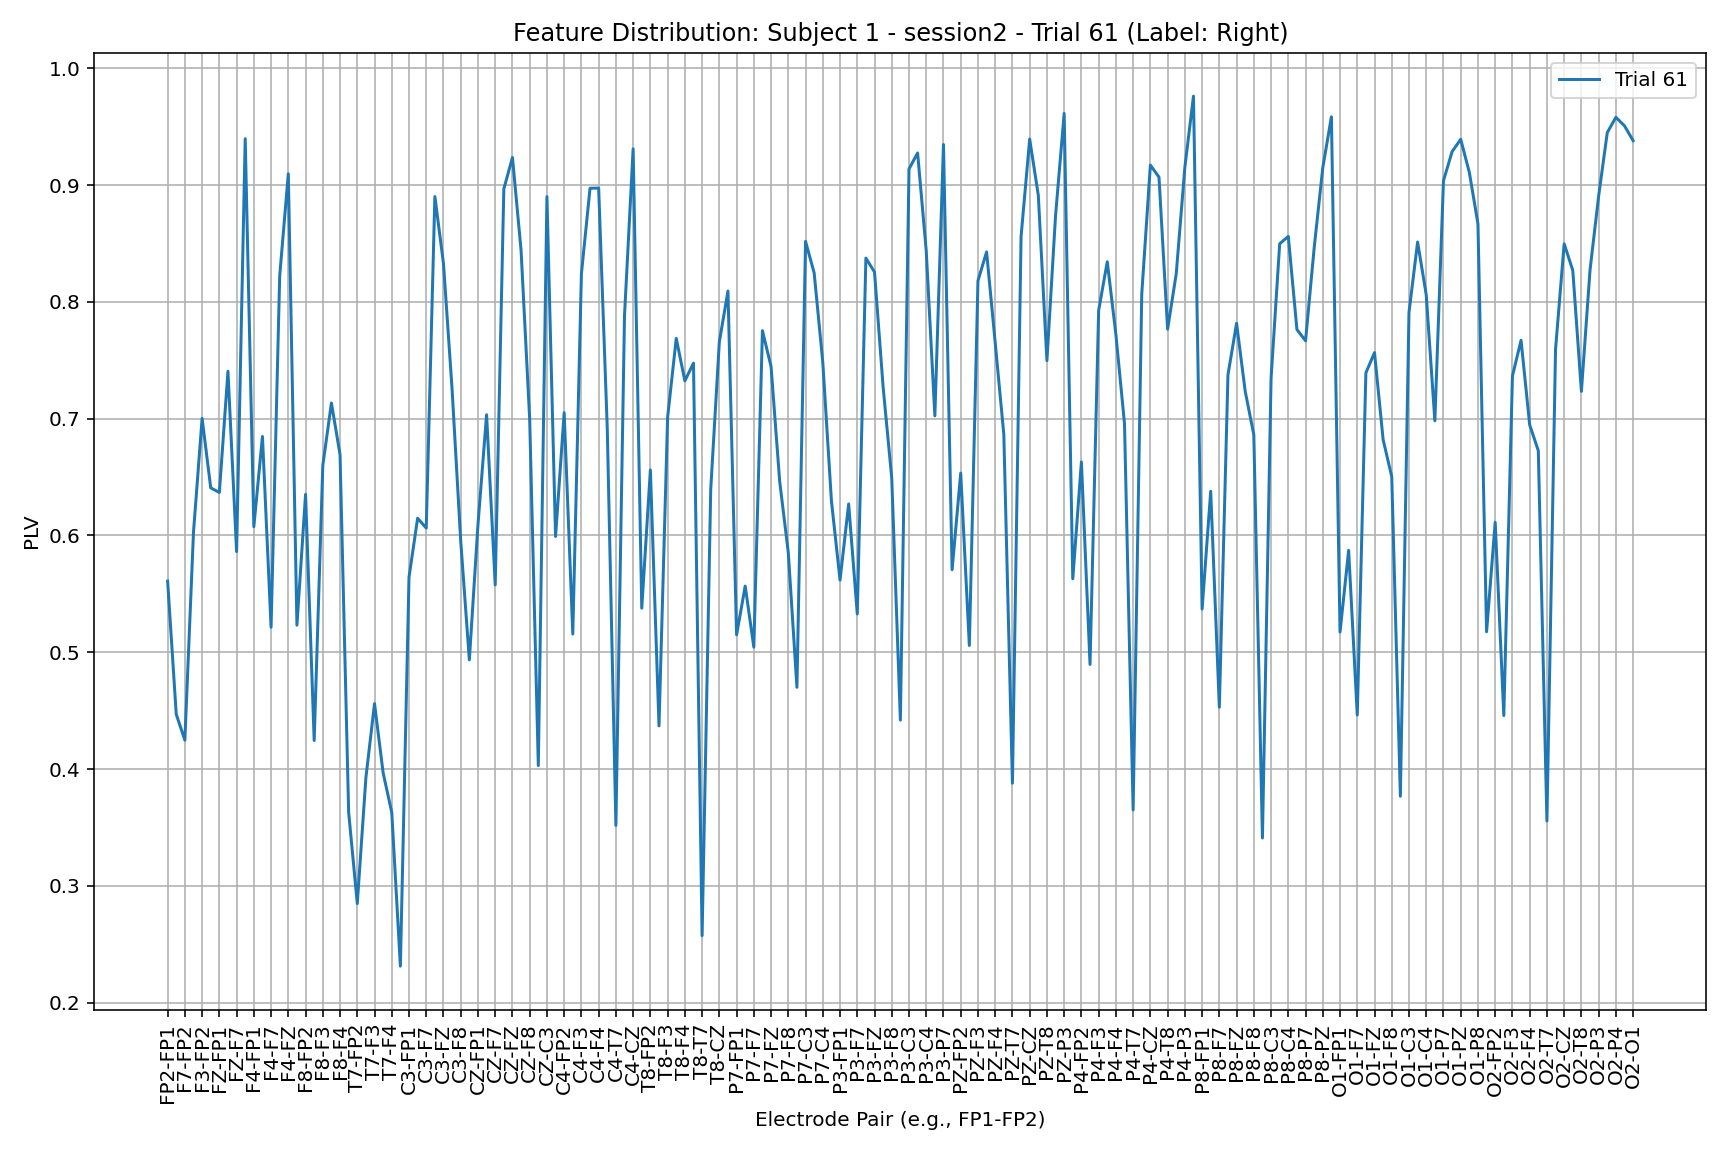 Feature Distribution: Subject 1 - session2 - Trial 61 (Label: Right)
Trial 61
1.0
0.9
0.8
0.7
0.6
0.5
0.4
0.3
0.2
PLV
FP2-FP1
F7-FP2
F3-FP2
FZ-FP1
FZ-F7
F4-FP1
F4-F7
F4-FZ
F8-FP2
F8-F3
F8-F4
T7-FP2
T7-F3
T7-F4
C3-FP1
C3-F7
C3-FZ
C3-F8
CZ-FP1
CZ-F7
CZ-FZ
CZ-F8
CZ-C3
C4-FP2
C4-F3
C4-F4
C4-T7
C4-CZ
T8-FP2
T8-F3
T8-F4
T8-T7
T8-CZ
P7-FP1
P7-F7
P7-FZ
P7-F8
P7-C3
P7-C4
P3-FP1
P3-F7
P3-FZ
P3-F8
P3-C3
P3-C4
P3-P7
PZ-FP2
PZ-F3
PZ-F4
PZ-T7
PZ-CZ
PZ-T8
PZ-P3
P4-FP2
P4-F3
P4-F4
P4-T7
P4-CZ
P4-T8
P4-P3
P8-FP1
P8-F7
P8-FZ
P8-F8
P8-C3
P8-C4
P8-P7
P8-PZ
O1-FP1
O1-F7
O1-FZ
O1-F8
O1-C3
O1-C4
O1-P7
O1-PZ
O1-P8
O2-FP2
O2-F3
O2-F4
O2-T7
O2-CZ
O2-T8
O2-P3
O2-P4
O2-O1
Electrode Pair (e.g., FP1-FP2)